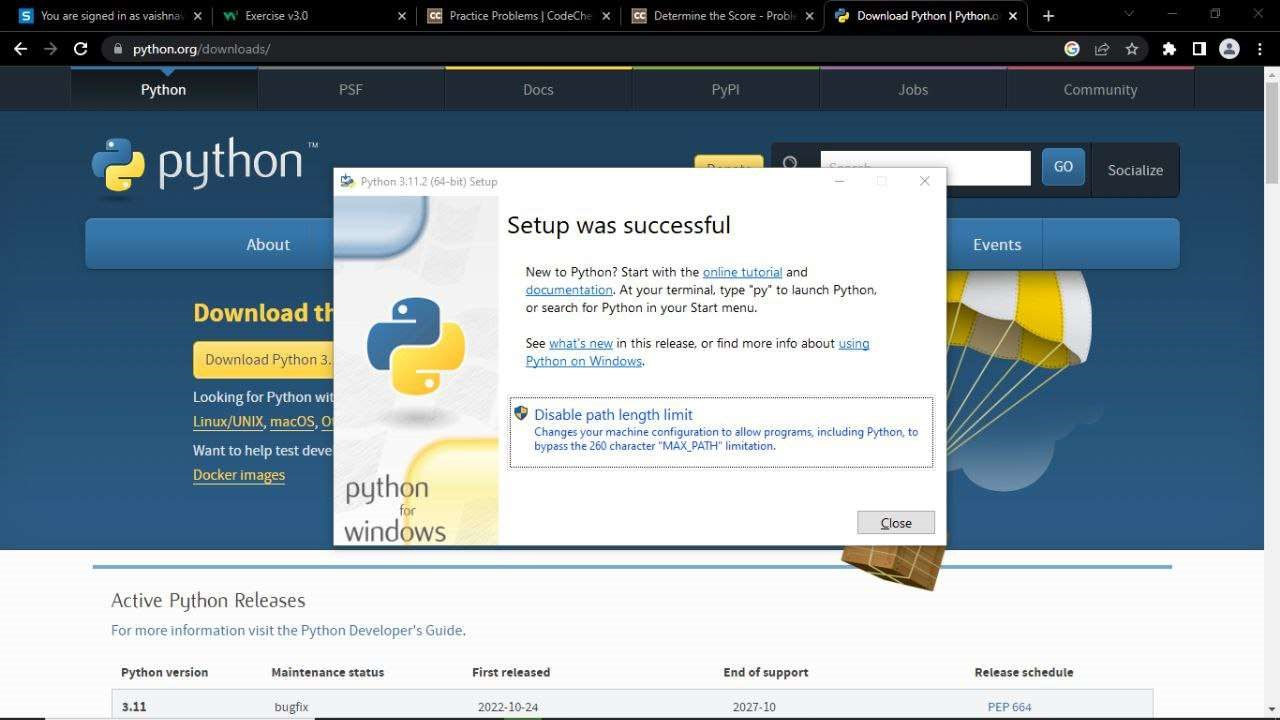 You are signed in as vaishnav
Exercise v3.0
Practice Problems | CodeChe
Determine the Score - Proble
Download Python | Python.o
python.org/downloads/
Python
PSF
Docs
PyPI
Jobs
Community
python™
Search
GO
Socialize
About
Events
Python 3.11.2 (64-bit) Setup
Setup was successful
New to Python? Start with the online tutorial and
documentation. At your terminal, type "py" to launch Python,
or search for Python in your Start menu.
See what's new in this release, or find more info about using
Python on Windows.
Disable path length limit
Changes your machine configuration to allow programs, including Python, to
bypass the 260 character "MAX_PATH" limitation.
python
for
windows
Close
Download th
Download Python 3.
Looking for Python wit
Linux/UNIX, macOS, O
Want to help test deve
Docker images
Active Python Releases
For more information visit the Python Developer's Guide.
Python version Maintenance status First released End of support Release schedule
3.11 bugfix 2022-10-24 2027-10 PEP 664